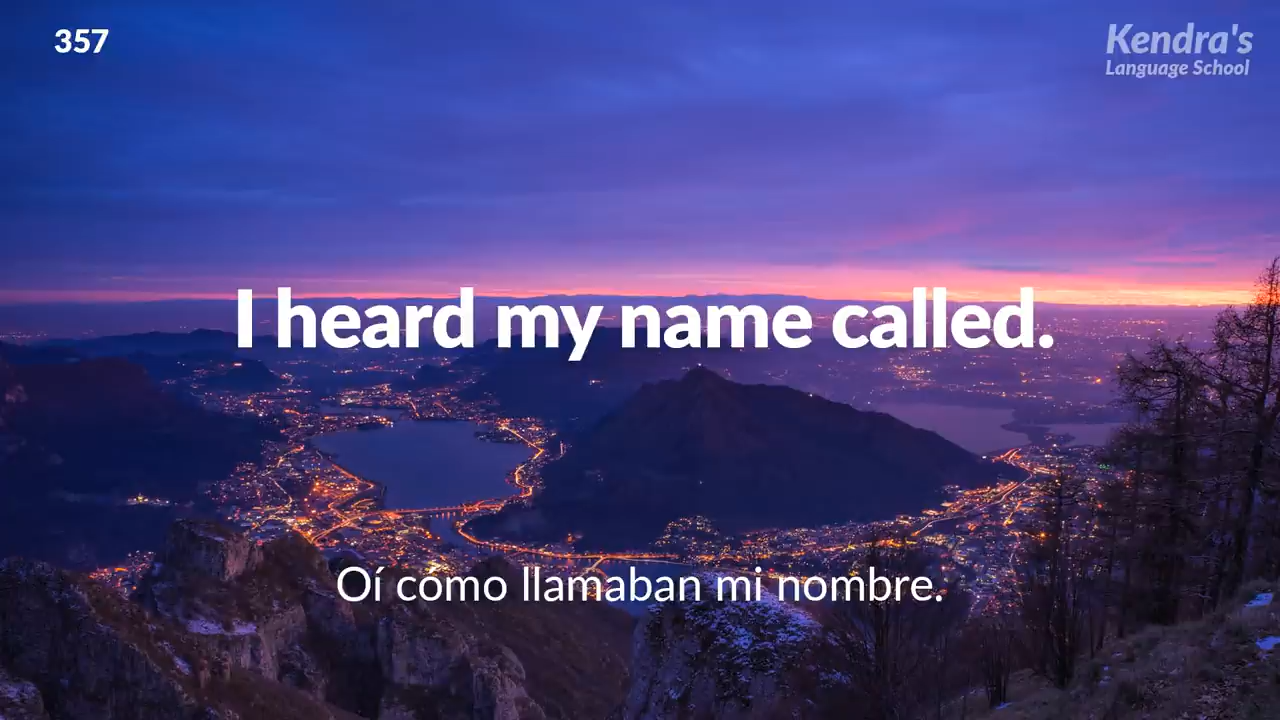 357
Kendra's
Language School
I heard my name called.
Oí como llamaban mi nombre.